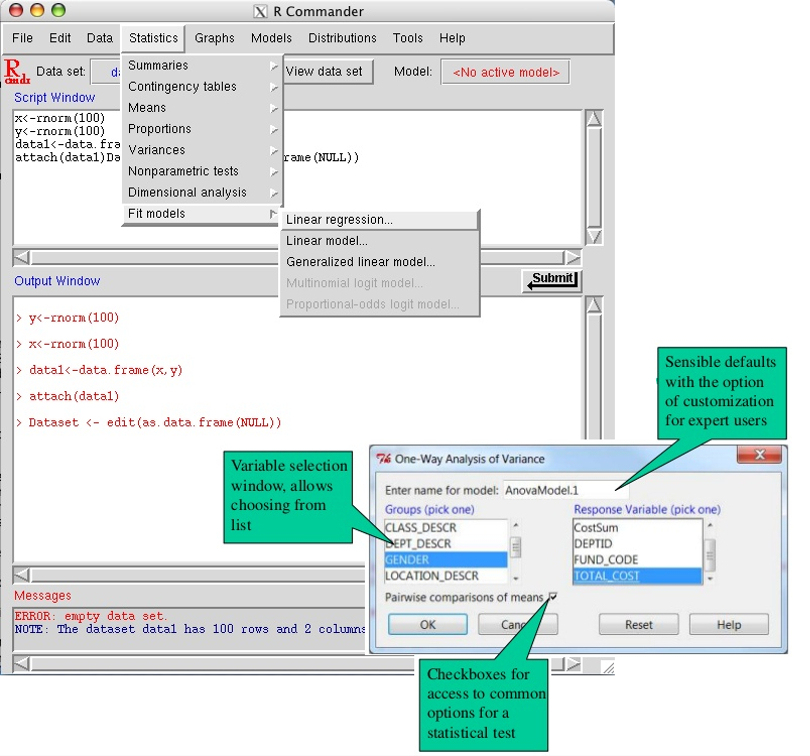 R Commander
File Edit Data Statistics Graphs Models Distributions Tools Help
R
cmdr
Data set:
View data set
Model:
<No active model>
Summaries
Contingency tables
Means
Proportions
Variances
Nonparametric tests
Dimensional analysis
Fit models
Linear regression...
Linear model...
Generalized linear model...
Multinomial logit model...
Proportional-odds logit model...
Script Window
x<-rnorm(100)
y<-rnorm(100)
data1<-data.fra
attach(data1)Da rame(NULL))
Output Window
Submit
> y<-rnorm(100)
> x<-rnorm(100)
> data1<-data.frame(x,y)
> attach(data1)
> Dataset <- edit(as.data.frame(NULL))
Messages
ERROR: empty data set.
NOTE: The dataset data1 has 100 rows and 2 columns
Sensible defaults
with the option
of customization
for expert users
Variable selection
window, allows
choosing from
list
One-Way Analysis of Variance
Enter name for model: AnovaModel.1
Groups (pick one)
CLASS_DESCR
DEPT_DESCR
GENDER
LOCATION_DESCR
Response Variable (pick one)
CostSum
DEPTID
FUND_CODE
TOTAL_COST
Pairwise comparisons of means
OK
Reset
Help
Checkboxes for
access to common
options for a
statistical test